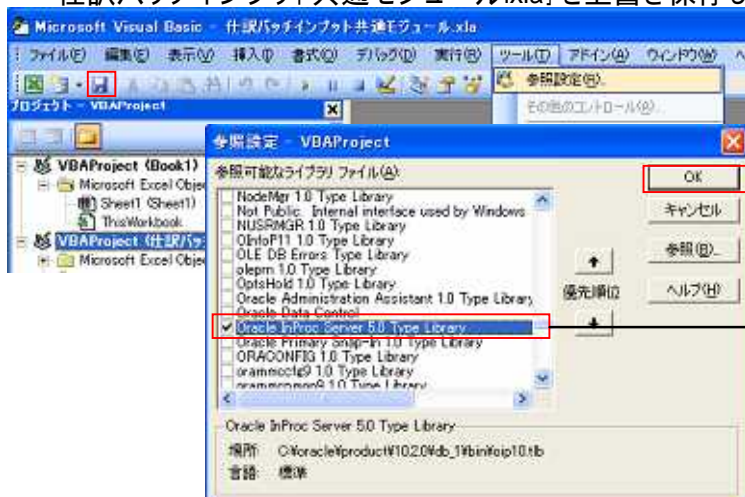 仕訳バッチインプット共通モジュール.xla」を上書き保存し
Microsoft Visual Basic - 仕訳バッチインプット共通モジュール.xla
ファイル(F) 編集(E) 表示(V) 挿入(I) 書式(O) デバッグ(D) 実行(R) ツール(T) アドイン(A) ウィンドウ(W)
参照設定(R)...
その他のコントロール(A)...
プロジェクト - VBAProject
VBAProject (Book1)
Microsoft Excel Obje
Sheet1 (Sheet1)
ThisWorkbook
VBAProject (仕訳バッ
Microsoft Excel Obje
参照設定 - VBAProject
参照可能なライブラリ ファイル(A):
NodeMgr 1.0 Type Library
Not Public. Internal interface used by Windows
NUSRMGR 1.0 Type Library
OInfoP11 1.0 Type Library
OLE DB Errors Type Library
oleprn 1.0 Type Library
OptsHold 1.0 Type Library
Oracle Administration Assistant 1.0 Type Library
Oracle Data Control
Oracle InProc Server 5.0 Type Library
Oracle Primary Snap-In 1.0 Type Library
ORACONFIG 1.0 Type Library
orammccfg9 1.0 Type Library
1.0 Type Library
OK
キャンセル
参照(B)...
ヘルプ(H)
優先順位
Oracle InProc Server 5.0 Type Library
場所: C:¥oracle¥product¥10.2.0¥db_1¥bin¥oip10.tlb
言語: 標準